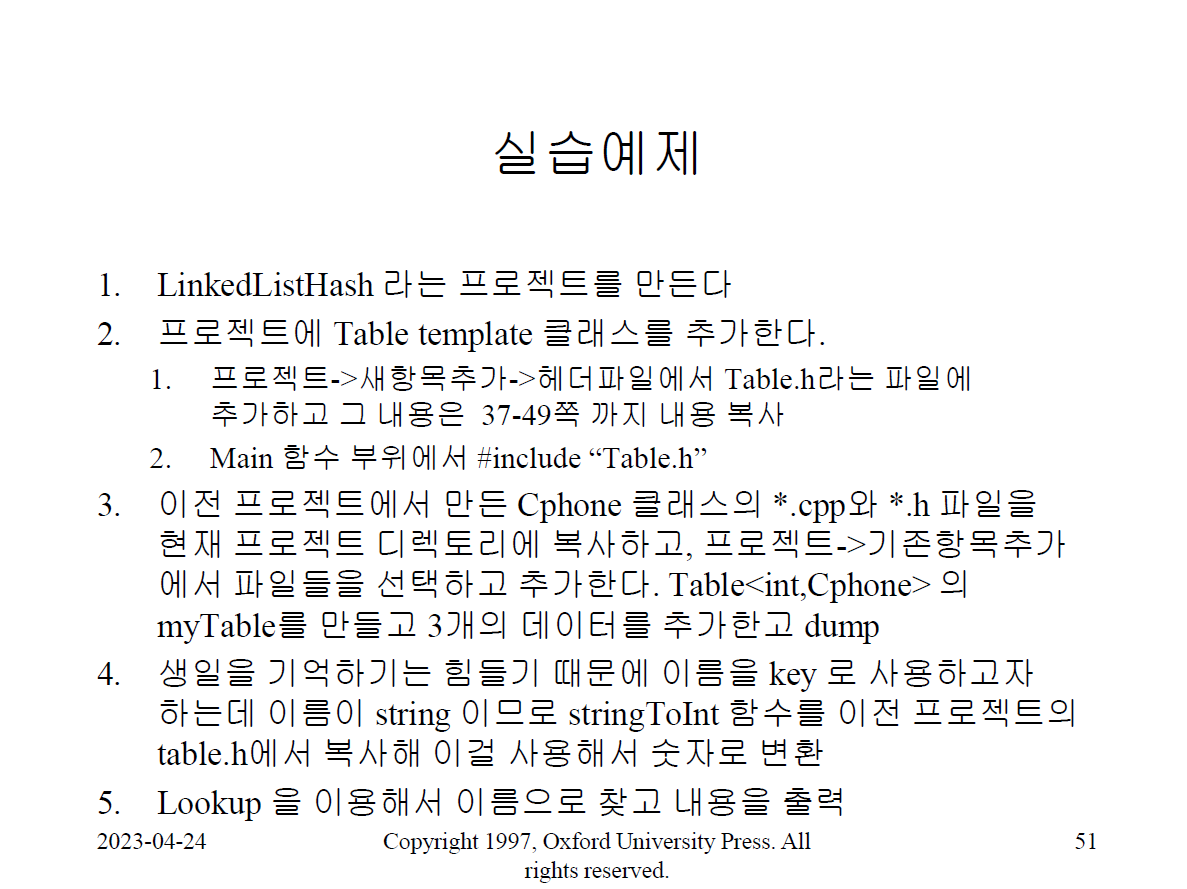 실습예제
1. LinkedListHash 라는 프로젝트를 만든다
2. 프로젝트에 Table template 클래스를 추가한다.
1. 프로젝트->새항목추가->헤더파일에서 Table.h라는 파일에
추가하고 그 내용은 37-49쪽 까지 내용 복사
2. Main 함수 부위에서 #include “Table.h”
3. 이전 프로젝트에서 만든 Cphone 클래스의 *.cpp와 *.h 파일을
현재 프로젝트 디렉토리에 복사하고, 프로젝트->기존항목추가
에서 파일들을 선택하고 추가한다. Table<int,Cphone> 의
myTable를 만들고 3개의 데이터를 추가한고 dump
4. 생일을 기억하기는 힘들기 때문에 이름을 key 로 사용하고자
하는데 이름이 string 이므로 stringToInt 함수를 이전 프로젝트의
table.h에서 복사해 이걸 사용해서 숫자로 변환
5. Lookup 을 이용해서 이름으로 찾고 내용을 출력
2023-04-24 Copyright 1997, Oxford University Press. All 51
rights reserved.